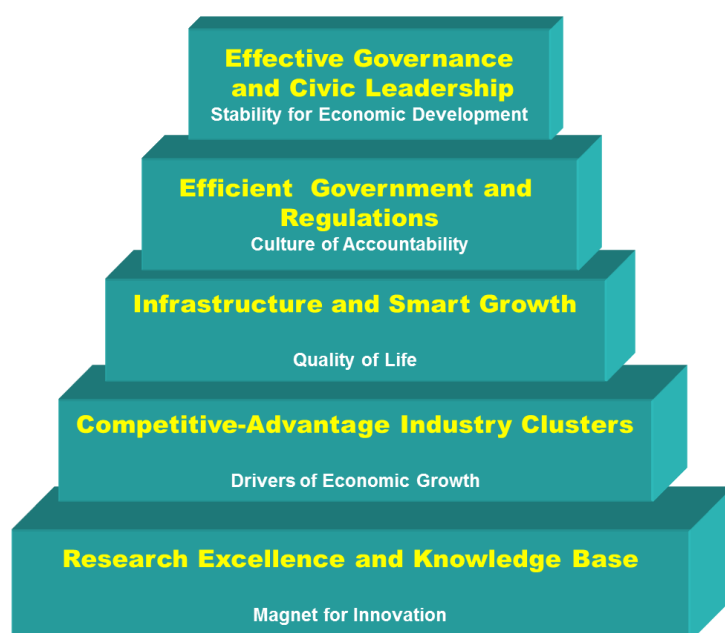 Effective Governance
and Civic Leadership
Stability for Economic Development
Efficient Government and
Regulations
Culture of Accountability
Infrastructure and Smart Growth
Quality of Life
Competitive-Advantage Industry Clusters
Drivers of Economic Growth
Research Excellence and Knowledge Base
Magnet for Innovation